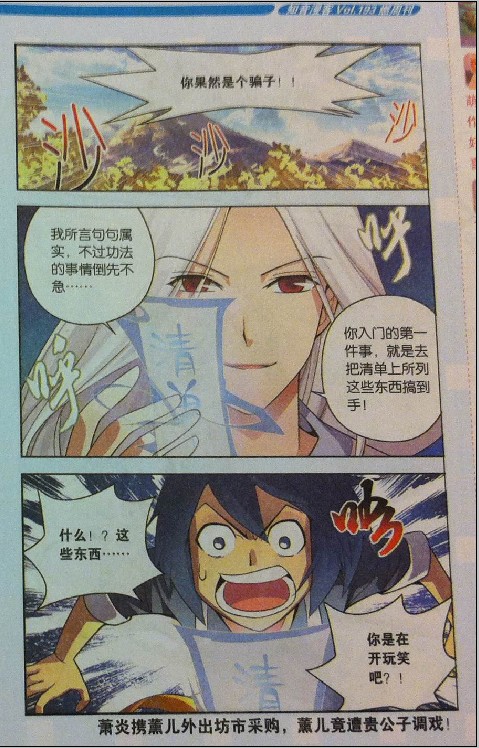 知音漫客 Vol.193 燃周刊
你果然是个骗子！！
沙
沙
沙
我所言句句属
实，不过功法
的事情倒先不
急……
呼
清单
呼
你入门的第一
件事，就是去
把清单上所列
这些东西搞到
手！
什么！？这
些东西……
清
你是在
开玩笑
吧？！
萧炎携薰儿外出坊市采购，薰儿竟遭贵公子调戏！